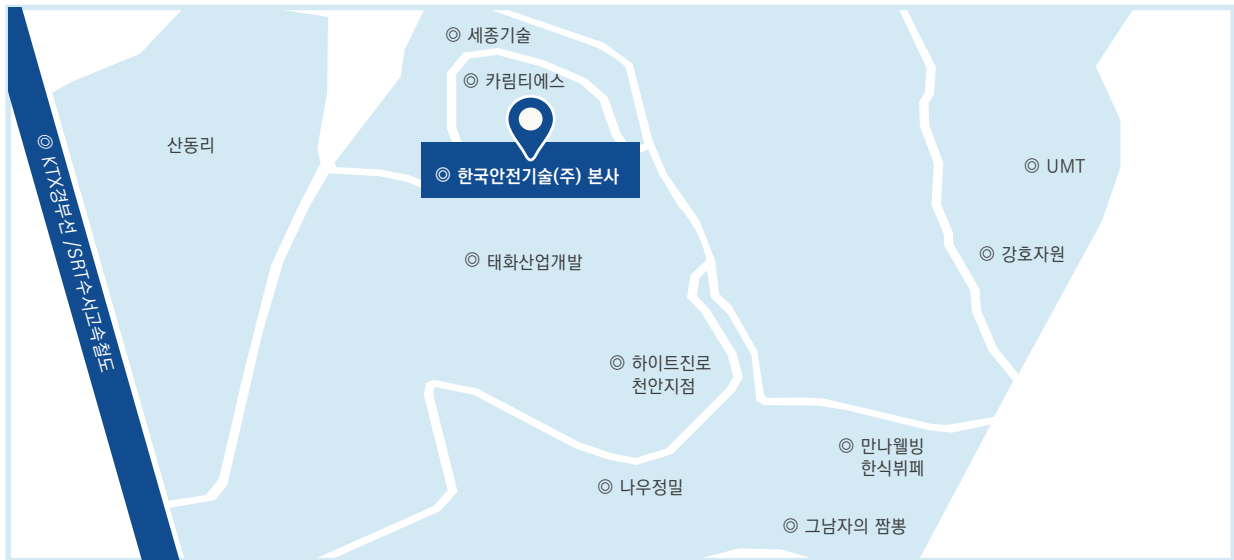 ◎ 세종기술
◎ 카림티에스
산동리
◎ KTX경부선 /SRT수서고속철도
◎ 한국안전기술(주) 본사
◎ UMT
◎ 강호자원
◎ 태화산업개발
◎ 하이트진로
천안지점
◎ 만나웰빙
한식뷔페
◎ 나우정밀
◎ 그남자의 짬뽕